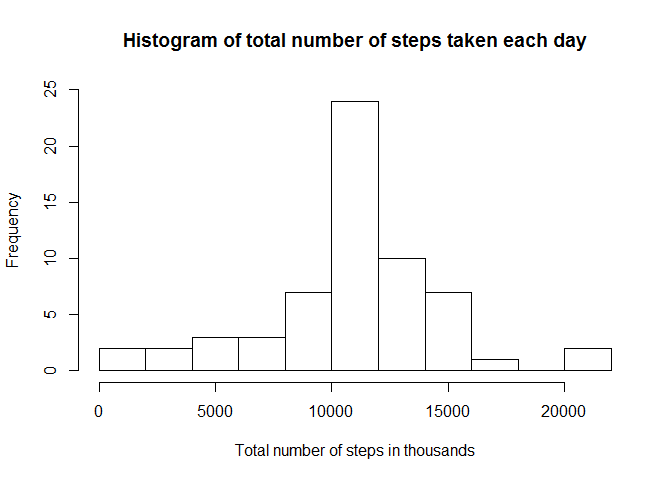 Histogram of total number of steps taken each day
Frequency
25
20
15
10
5
0
0 5000 10000 15000 20000
Total number of steps in thousands